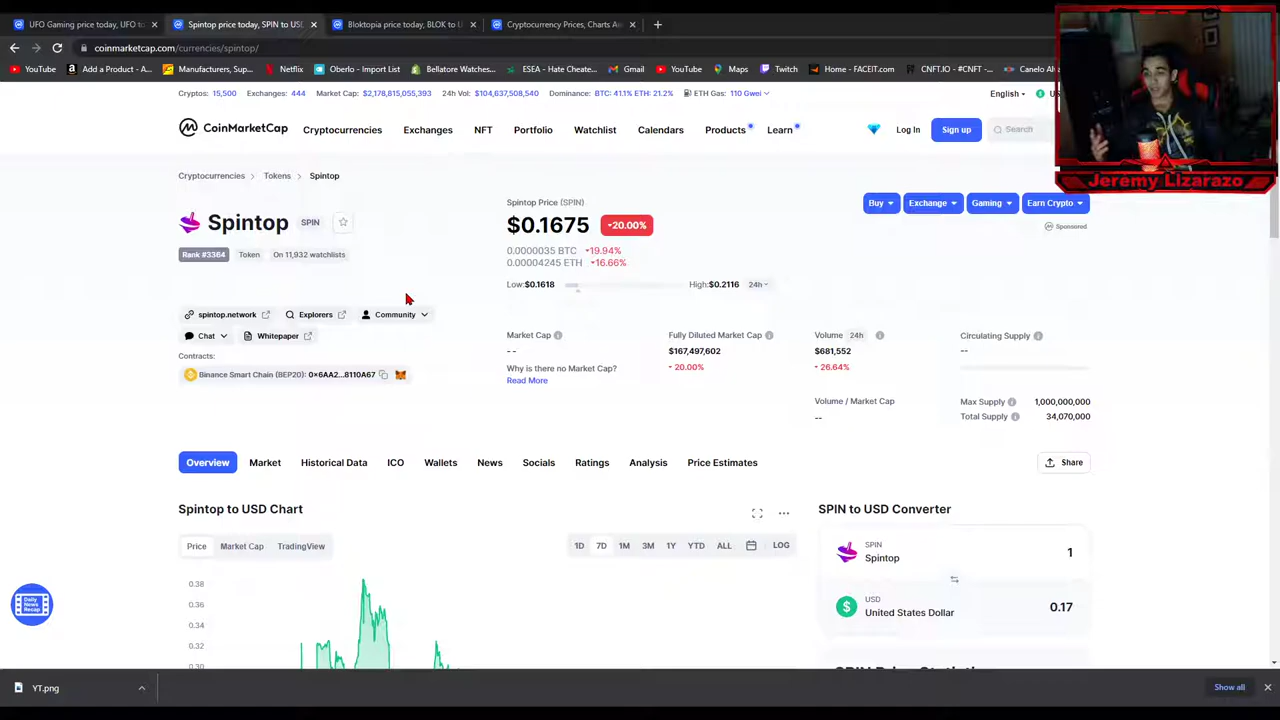 UFO Gaming price today, UFO to
Spintop price today, SPIN to USD
Bloktopia price today, BLOK to
Cryptocurrency Prices, Charts A
coinmarketcap.com/currencies/spintop/
YouTube
Add a Product - A...
Manufacturers, Sup...
Netflix
Oberlo- Import List
Bellatore Watches...
ESEA - Hate Cheate...
Gmail
YouTube
Maps
Twitch
Home - FACEIT.com
CNFT.IO - #CNFT -...
Canelo
Cryptos: 15,500
Exchanges: 444
Market Cap: $2,178,815,055,393
24h Vol: $104,637,508,540
Dominance: BTC: 41.1% ETH: 21.2%
ETH Gas: 110 Gwei
English
CoinMarketCap
Cryptocurrencies
Exchanges
NFT
Portfolio
Watchlist
Calendars
Products
Learn
Log In
Sign up
Search
Jeremy Lizarazo
Cryptocurrencies
Tokens
Spintop
Spintop
SPIN
Rank #3364
Token
On 11,932 watchlists
Spintop Price (SPIN)
$0.1675
20.00%
0.0000035 BTC 19.94%
0.00004245 ETH 16.66%
Low: $0.1618
High: $0.2116
24h
Buy
Exchange
Gaming
Earn Crypto
Sponsored
spintop.network
Explorers
Community
Chat
Whitepaper
Contracts:
Binance Smart Chain (BEP20): 0x6AA2...8110A67
Market Cap
- -
Why is there no Market Cap?
Read More
Fully Diluted Market Cap
$167,497,602
20.00%
Volume 24h
$681,552
26.64%
Volume / Market Cap
--
Circulating Supply
--
Max Supply 1,000,000,000
Total Supply 34,070,000
Overview
Market
Historical Data
ICO
Wallets
News
Socials
Ratings
Analysis
Price Estimates
Share
Spintop to USD Chart
Price
Market Cap
TradingView
1D
7D
1M
3M
1Y
YTD
ALL
LOG
0.38
0.36
0.34
0.32
0.30
SPIN to USD Converter
SPIN
Spintop
1
USD
United States Dollar
0.17
Daily
News
Recap
YT.png
Show all